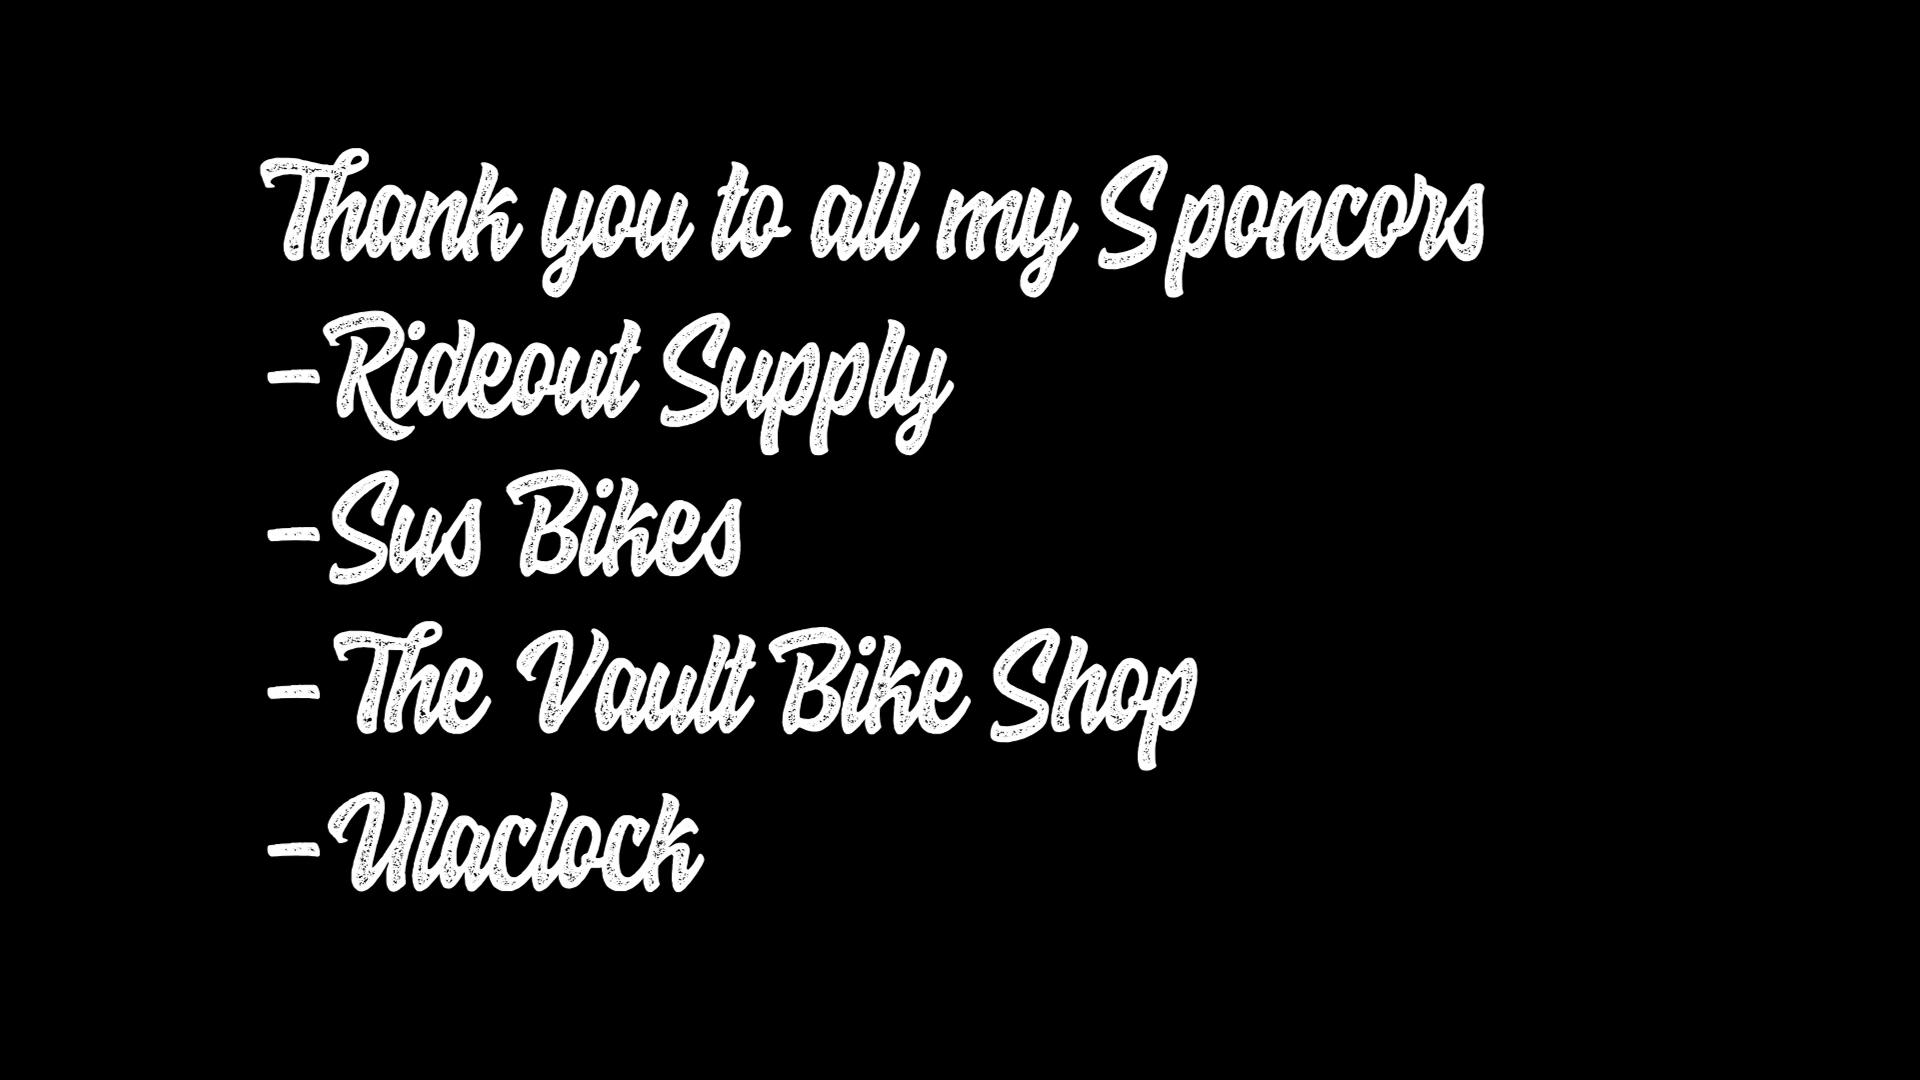 Thank you to all my Sponcors
-Rideout Supply
-Sus Bikes
-The Vault Bike Shop
-Ulaclock